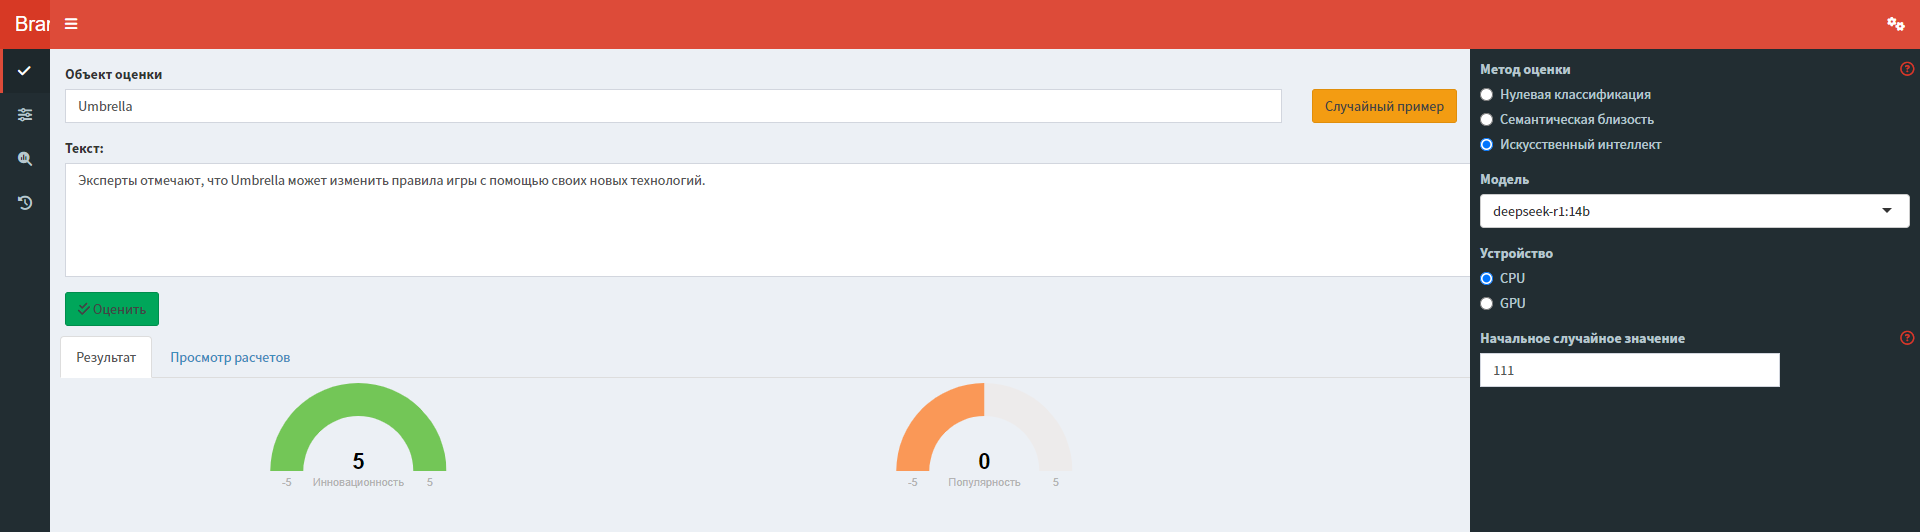 Bran
Объект оценки
Umbrella
Случайный пример
Текст:
Эксперты отмечают, что Umbrella может изменить правила игры с помощью своих новых технологий.
Оценить
Результат
Просмотр расчетов
5
-5
Инновационность
5
0
-5
Популярность
5
Метод оценки
Нулевая классификация
Семантическая близость
Искусственный интеллект
Модель
deepseek-r1:14b
Устройство
CPU
GPU
Начальное случайное значение
111